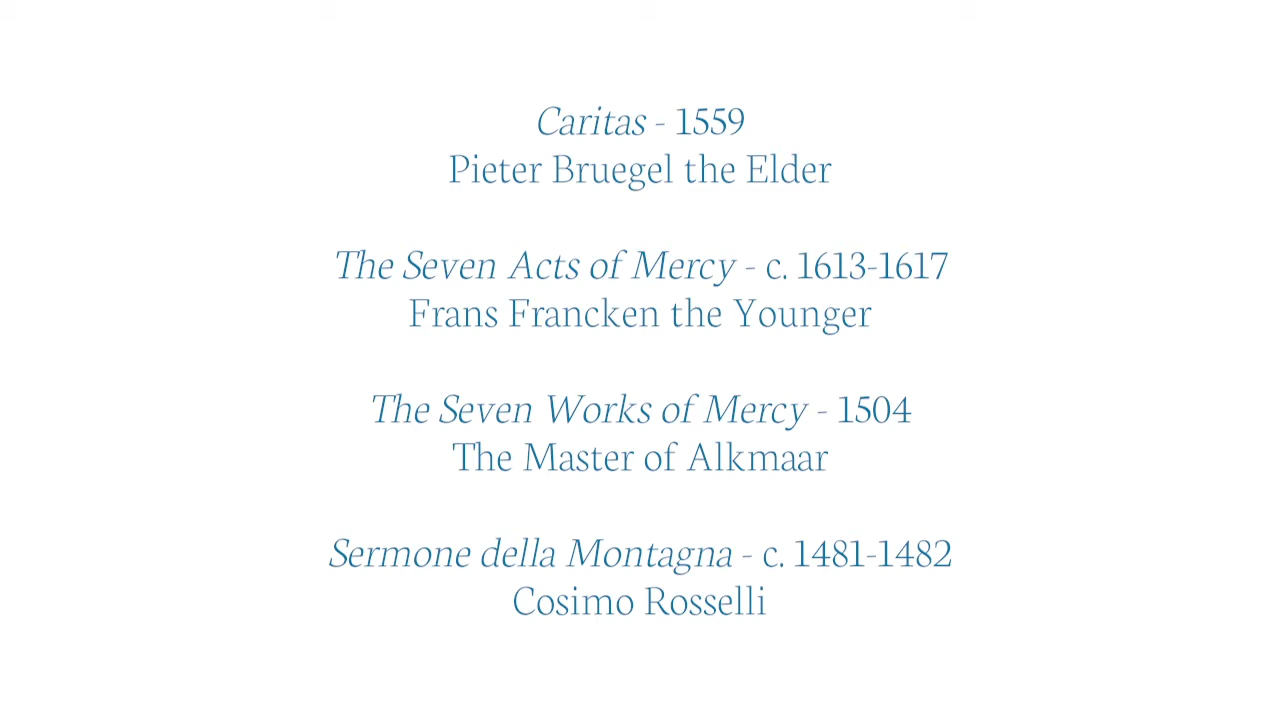 Caritas - 1559
Pieter Bruegel the Elder
The Seven Acts of Mercy - c. 1613-1617
Frans Francken the Younger
The Seven Works of Mercy - 1504
The Master of Alkmaar
Sermone della Montagna - c. 1481-1482
Cosimo Rosselli